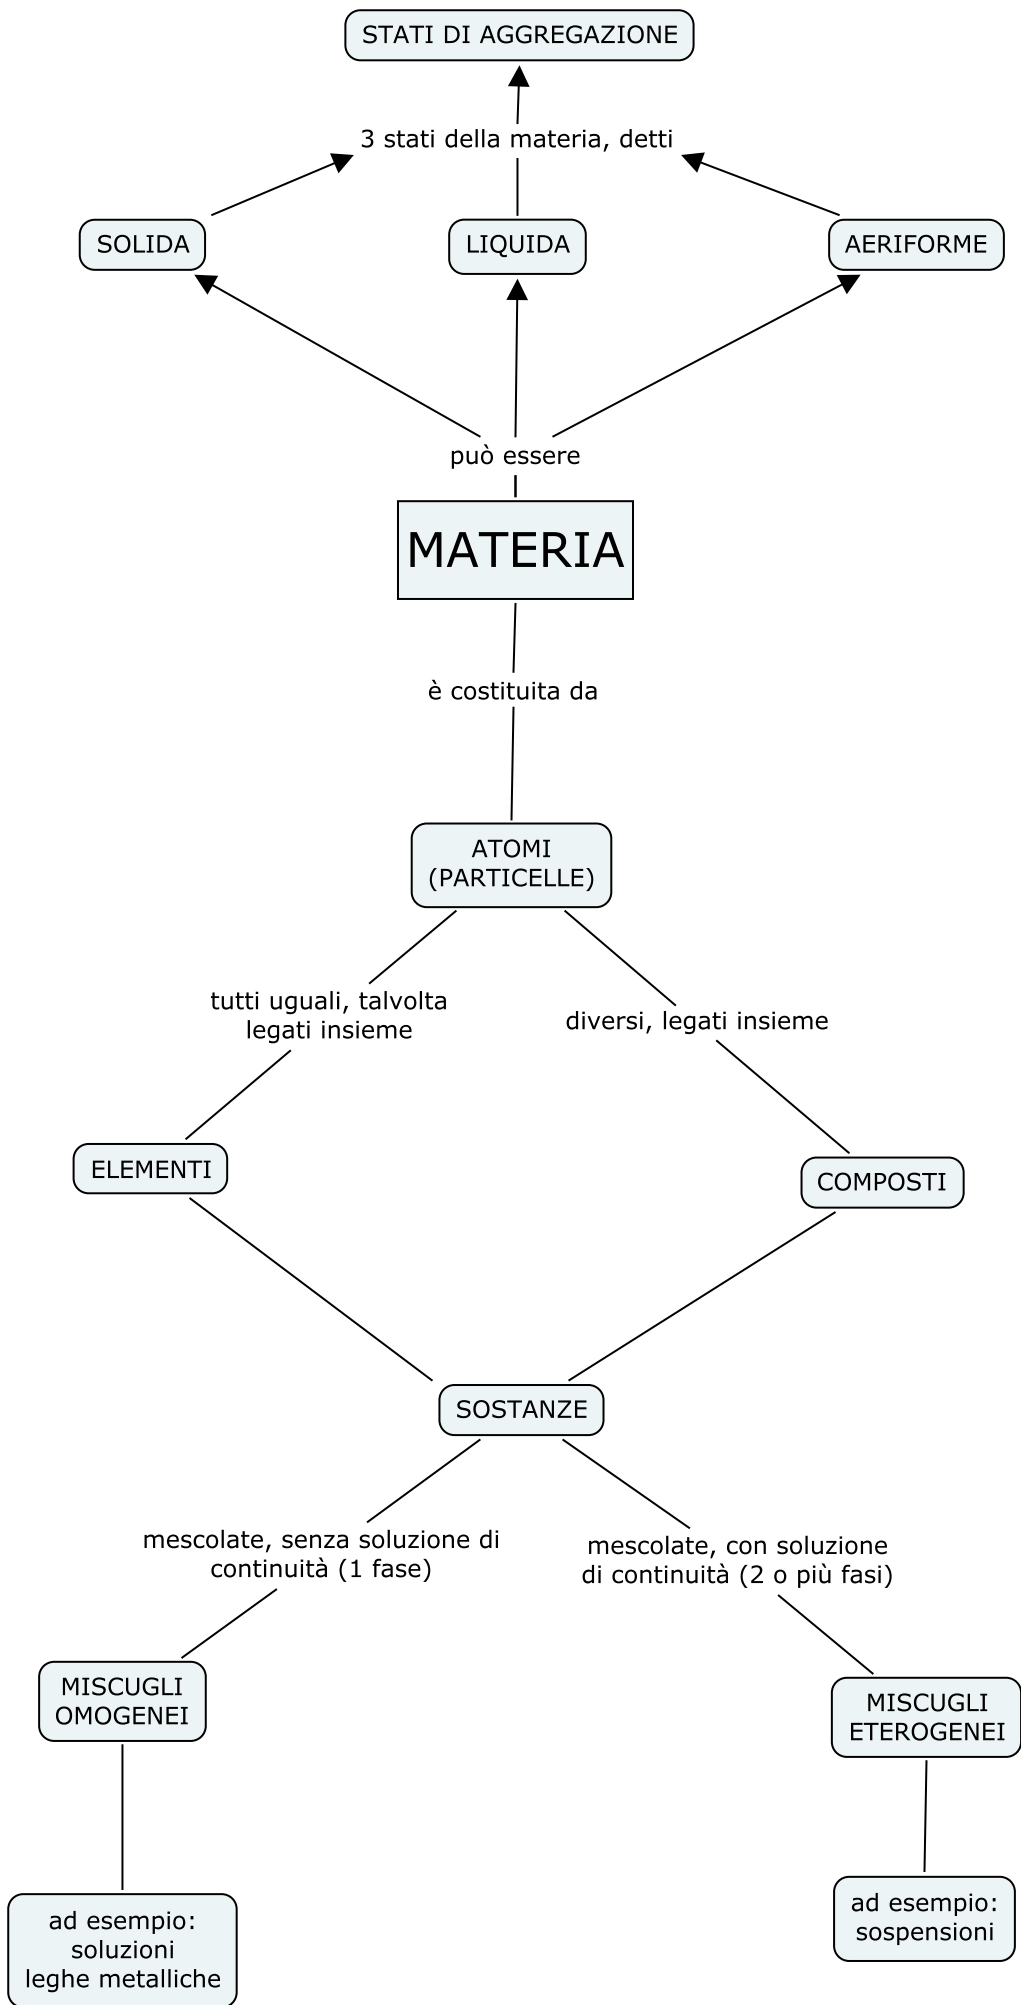 STATI DI AGGREGAZIONE
3 stati della materia, detti
SOLIDA
LIQUIDA
AERIFORME
può essere
MATERIA
è costituita da
ATOMI
(PARTICELLE)
tutti uguali, talvolta
legati insieme
diversi, legati insieme
ELEMENTI
COMPOSTI
SOSTANZE
mescolate, senza soluzione di
continuità (1 fase)
mescolate, con soluzione
di continuità (2 o più fasi)
MISCUGLI
OMOGENEI
MISCUGLI
ETEROGENEI
ad esempio:
soluzioni
leghe metalliche
ad esempio:
sospensioni